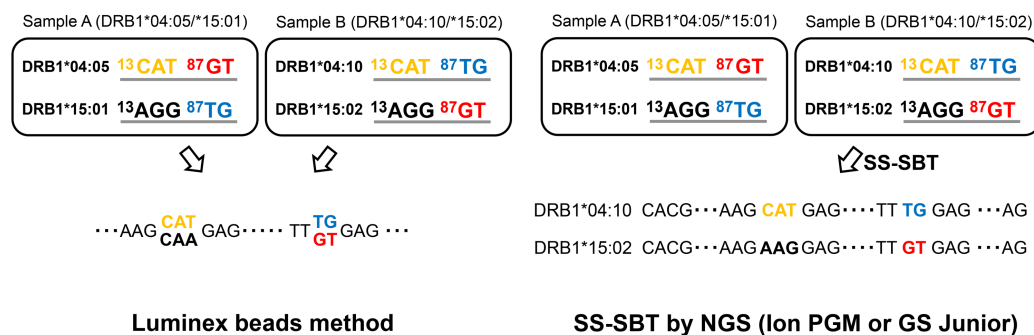 Sample A (DRB1*04:05/*15:01)
Sample B (DRB1*04:10/*15:02)
DRB1*04:05 13CAT 87GT
DRB1*15:01 13AGG 87TG
DRB1*04:10 13CAT 87TG
DRB1*15:02 13AGG 87GT
···AAG CAT GAG····· TT TG GAG ···
CAA GT
Luminex beads method
Sample A (DRB1*04:05/*15:01)
Sample B (DRB1*04:10/*15:02)
DRB1*04:05 13CAT 87GT
DRB1*15:01 13AGG 87TG
DRB1*04:10 13CAT 87TG
DRB1*15:02 13AGG 87GT
SS-SBT
DRB1*04:10 CACG···AAG CAT GAG····TT TG GAG ···AG
DRB1*15:02 CACG···AAG AAG GAG····TT GT GAG ···AG
SS-SBT by NGS (Ion PGM or GS Junior)